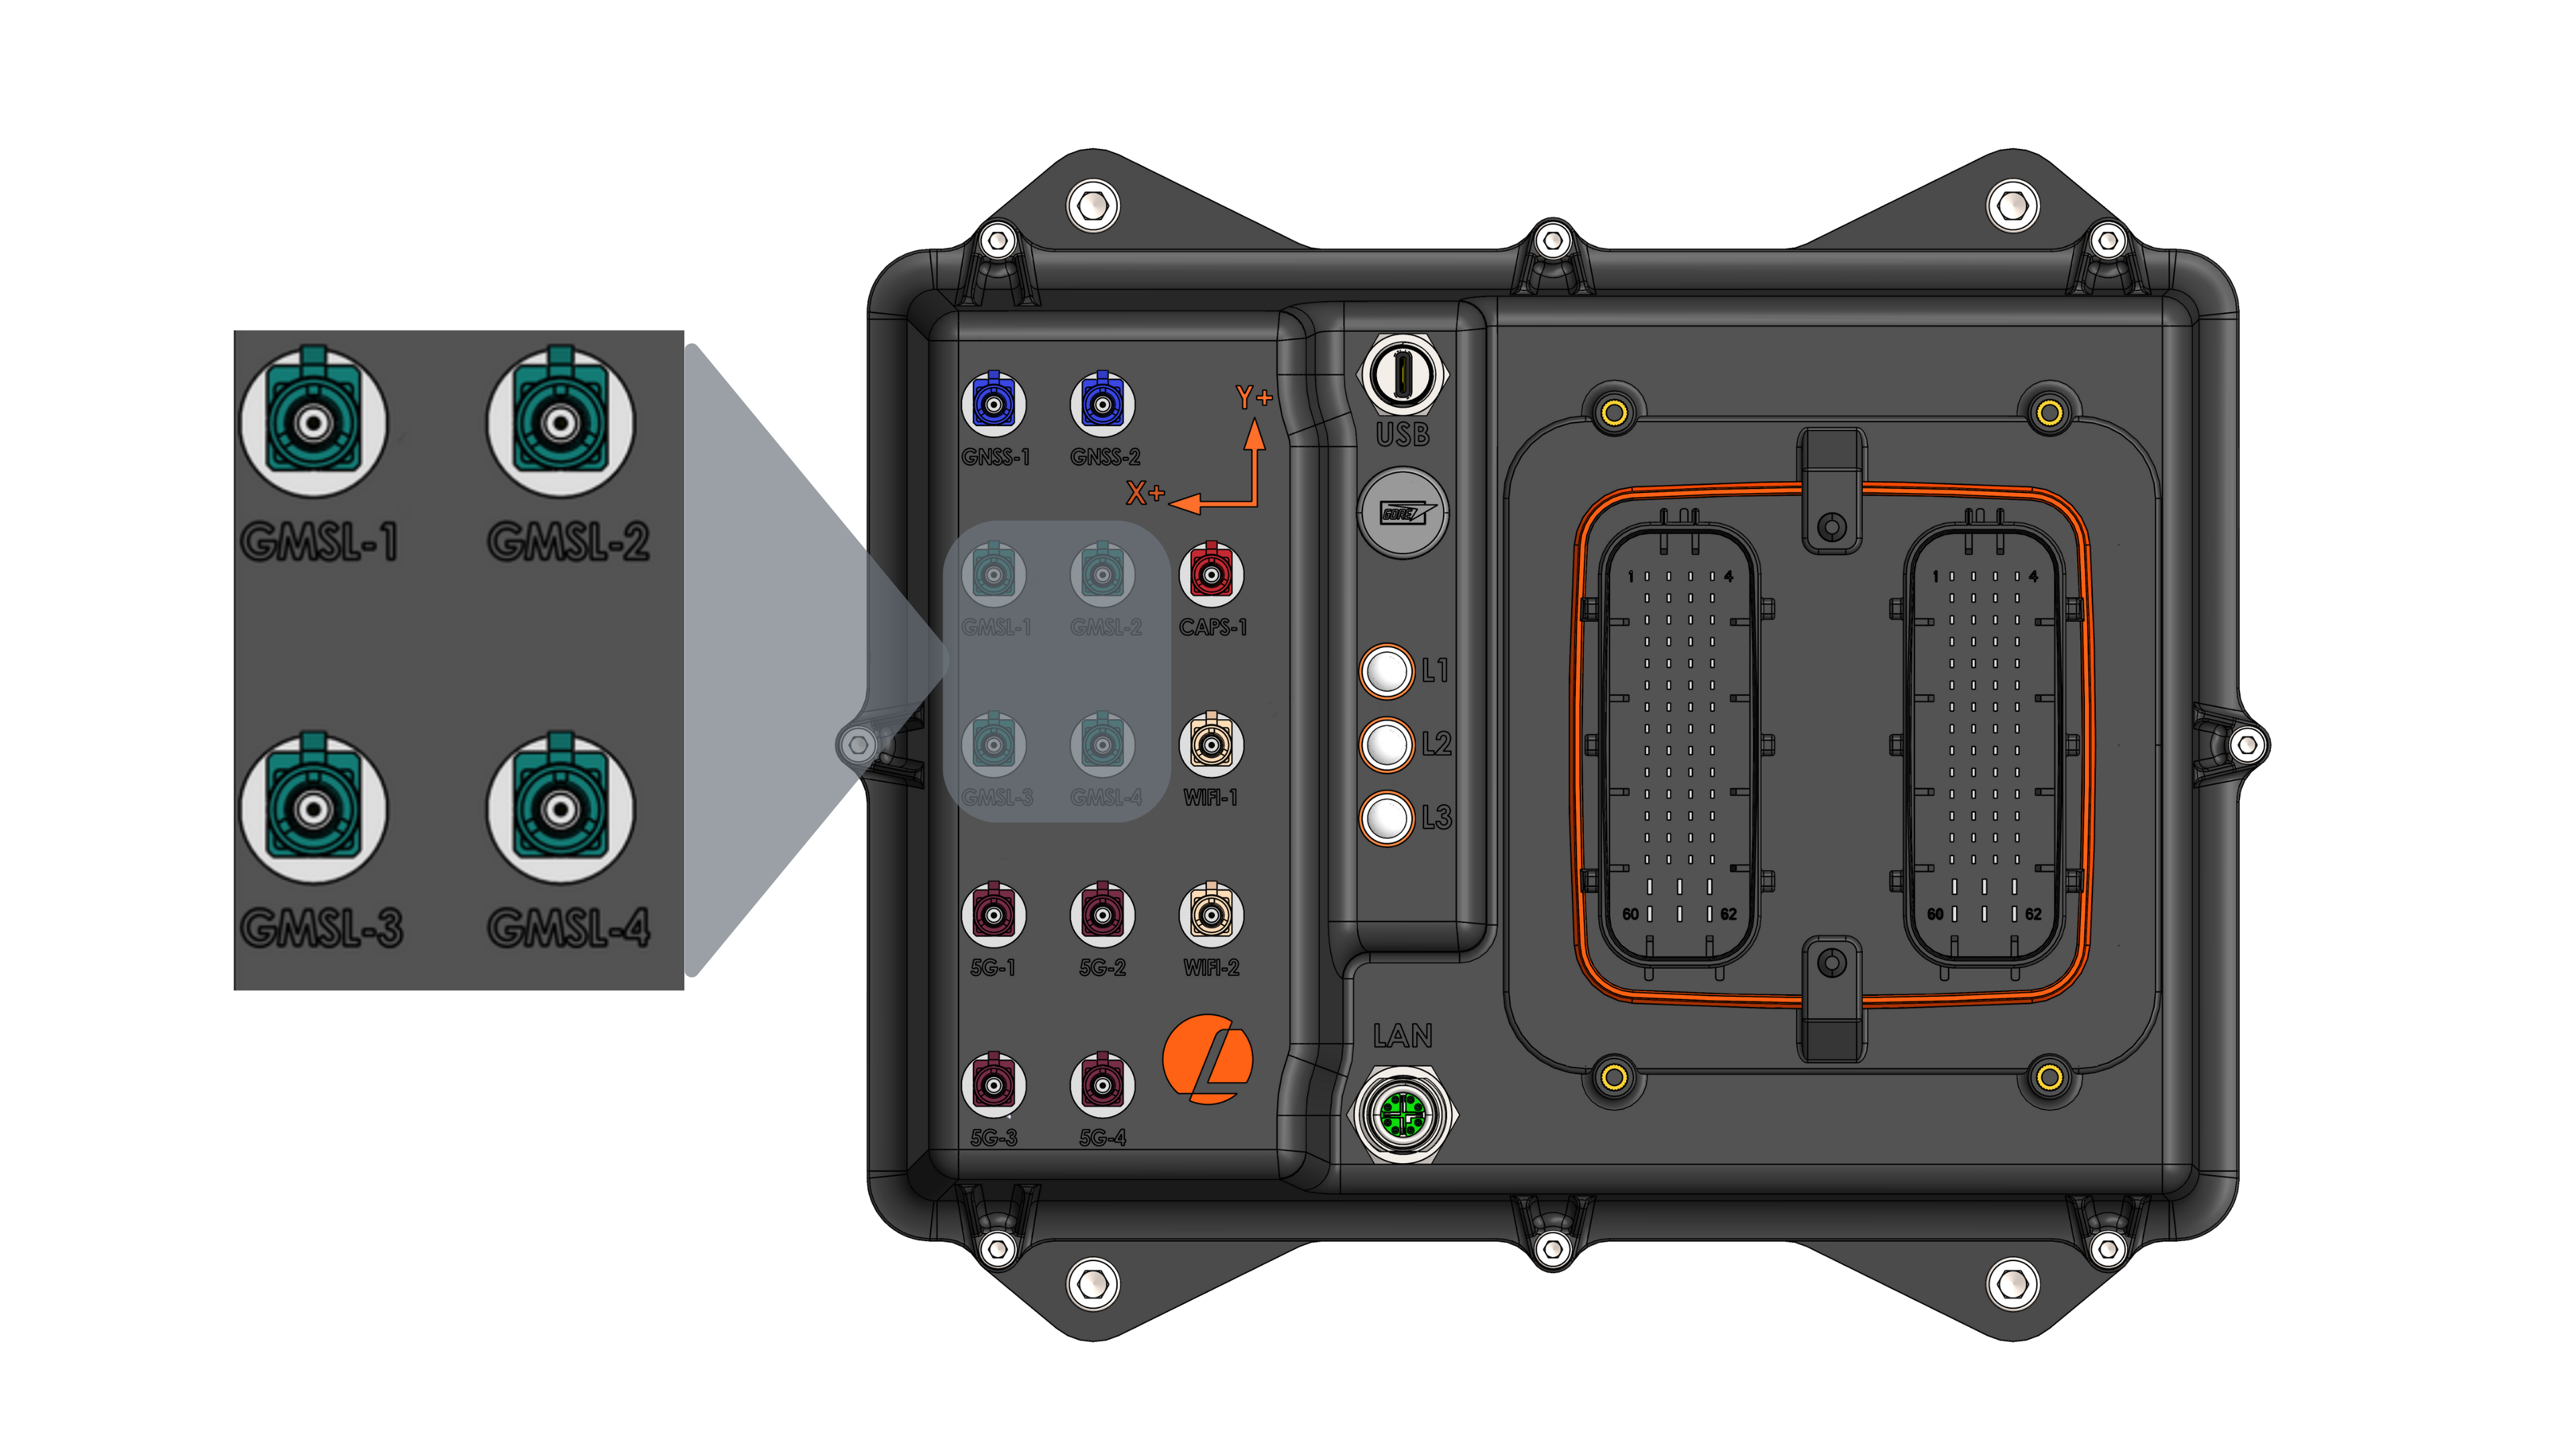 GMSL-1 GMSL-2
GMSL-3 GMSL-4
GNSS-1 GNSS-2
Y+
X+
GMSL-1 GMSL-2 CAPS-1
GMSL-3 GMSL-4 WIFI-1
5G-1 5G-2 WIFI-2
5G-3 5G-4
USB
GORE
L1
L2
L3
LAN
1 4
60 62
1 4
60 62